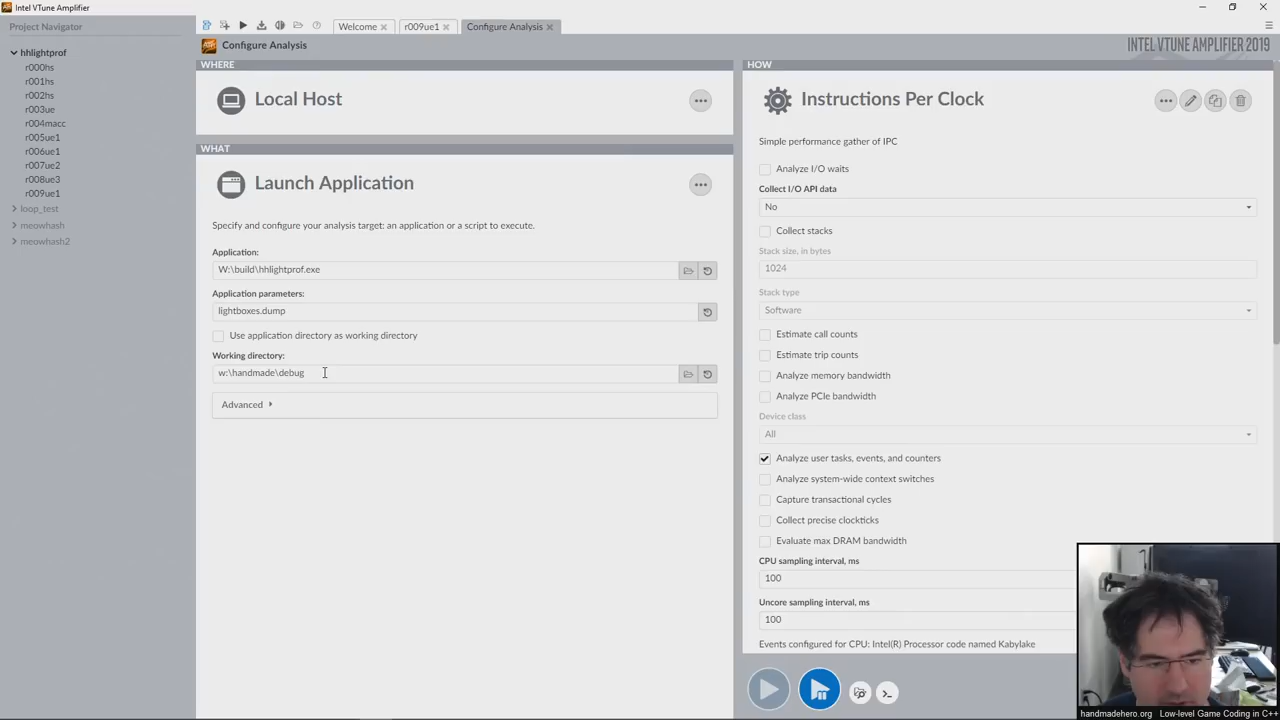 Intel VTune Amplifier
Project Navigator
Welcome
r009ue1
Configure Analysis
hhlightprof
r000hs
r001hs
r002hs
r003ue
r004macc
r005ue1
r006ue1
r007ue2
r008ue3
r009ue1
loop_test
meowhash
meowhash2
Configure Analysis
INTEL VTUNE AMPLIFIER 2019
WHERE
Local Host
WHAT
Launch Application
Specify and configure your analysis target: an application or a script to execute.
Application:
W:\build\hhlightprof.exe
Application parameters:
lightboxes.dump
Use application directory as working directory
Working directory:
w:\handmade\debug
Advanced
HOW
Instructions Per Clock
Simple performance gather of IPC
Analyze I/O waits
Collect I/O API data
No
Collect stacks
Stack size, in bytes
1024
Stack type
Software
Estimate call counts
Estimate trip counts
Analyze memory bandwidth
Analyze PCIe bandwidth
Device class
All
Analyze user tasks, events, and counters
Analyze system-wide context switches
Capture transactional cycles
Collect precise clockticks
Evaluate max DRAM bandwidth
CPU sampling interval, ms
100
Uncore sampling interval, ms
100
Events configured for CPU: Intel(R) Processor code named Kabylake
handmadehero.org Low-level Game Coding in C++